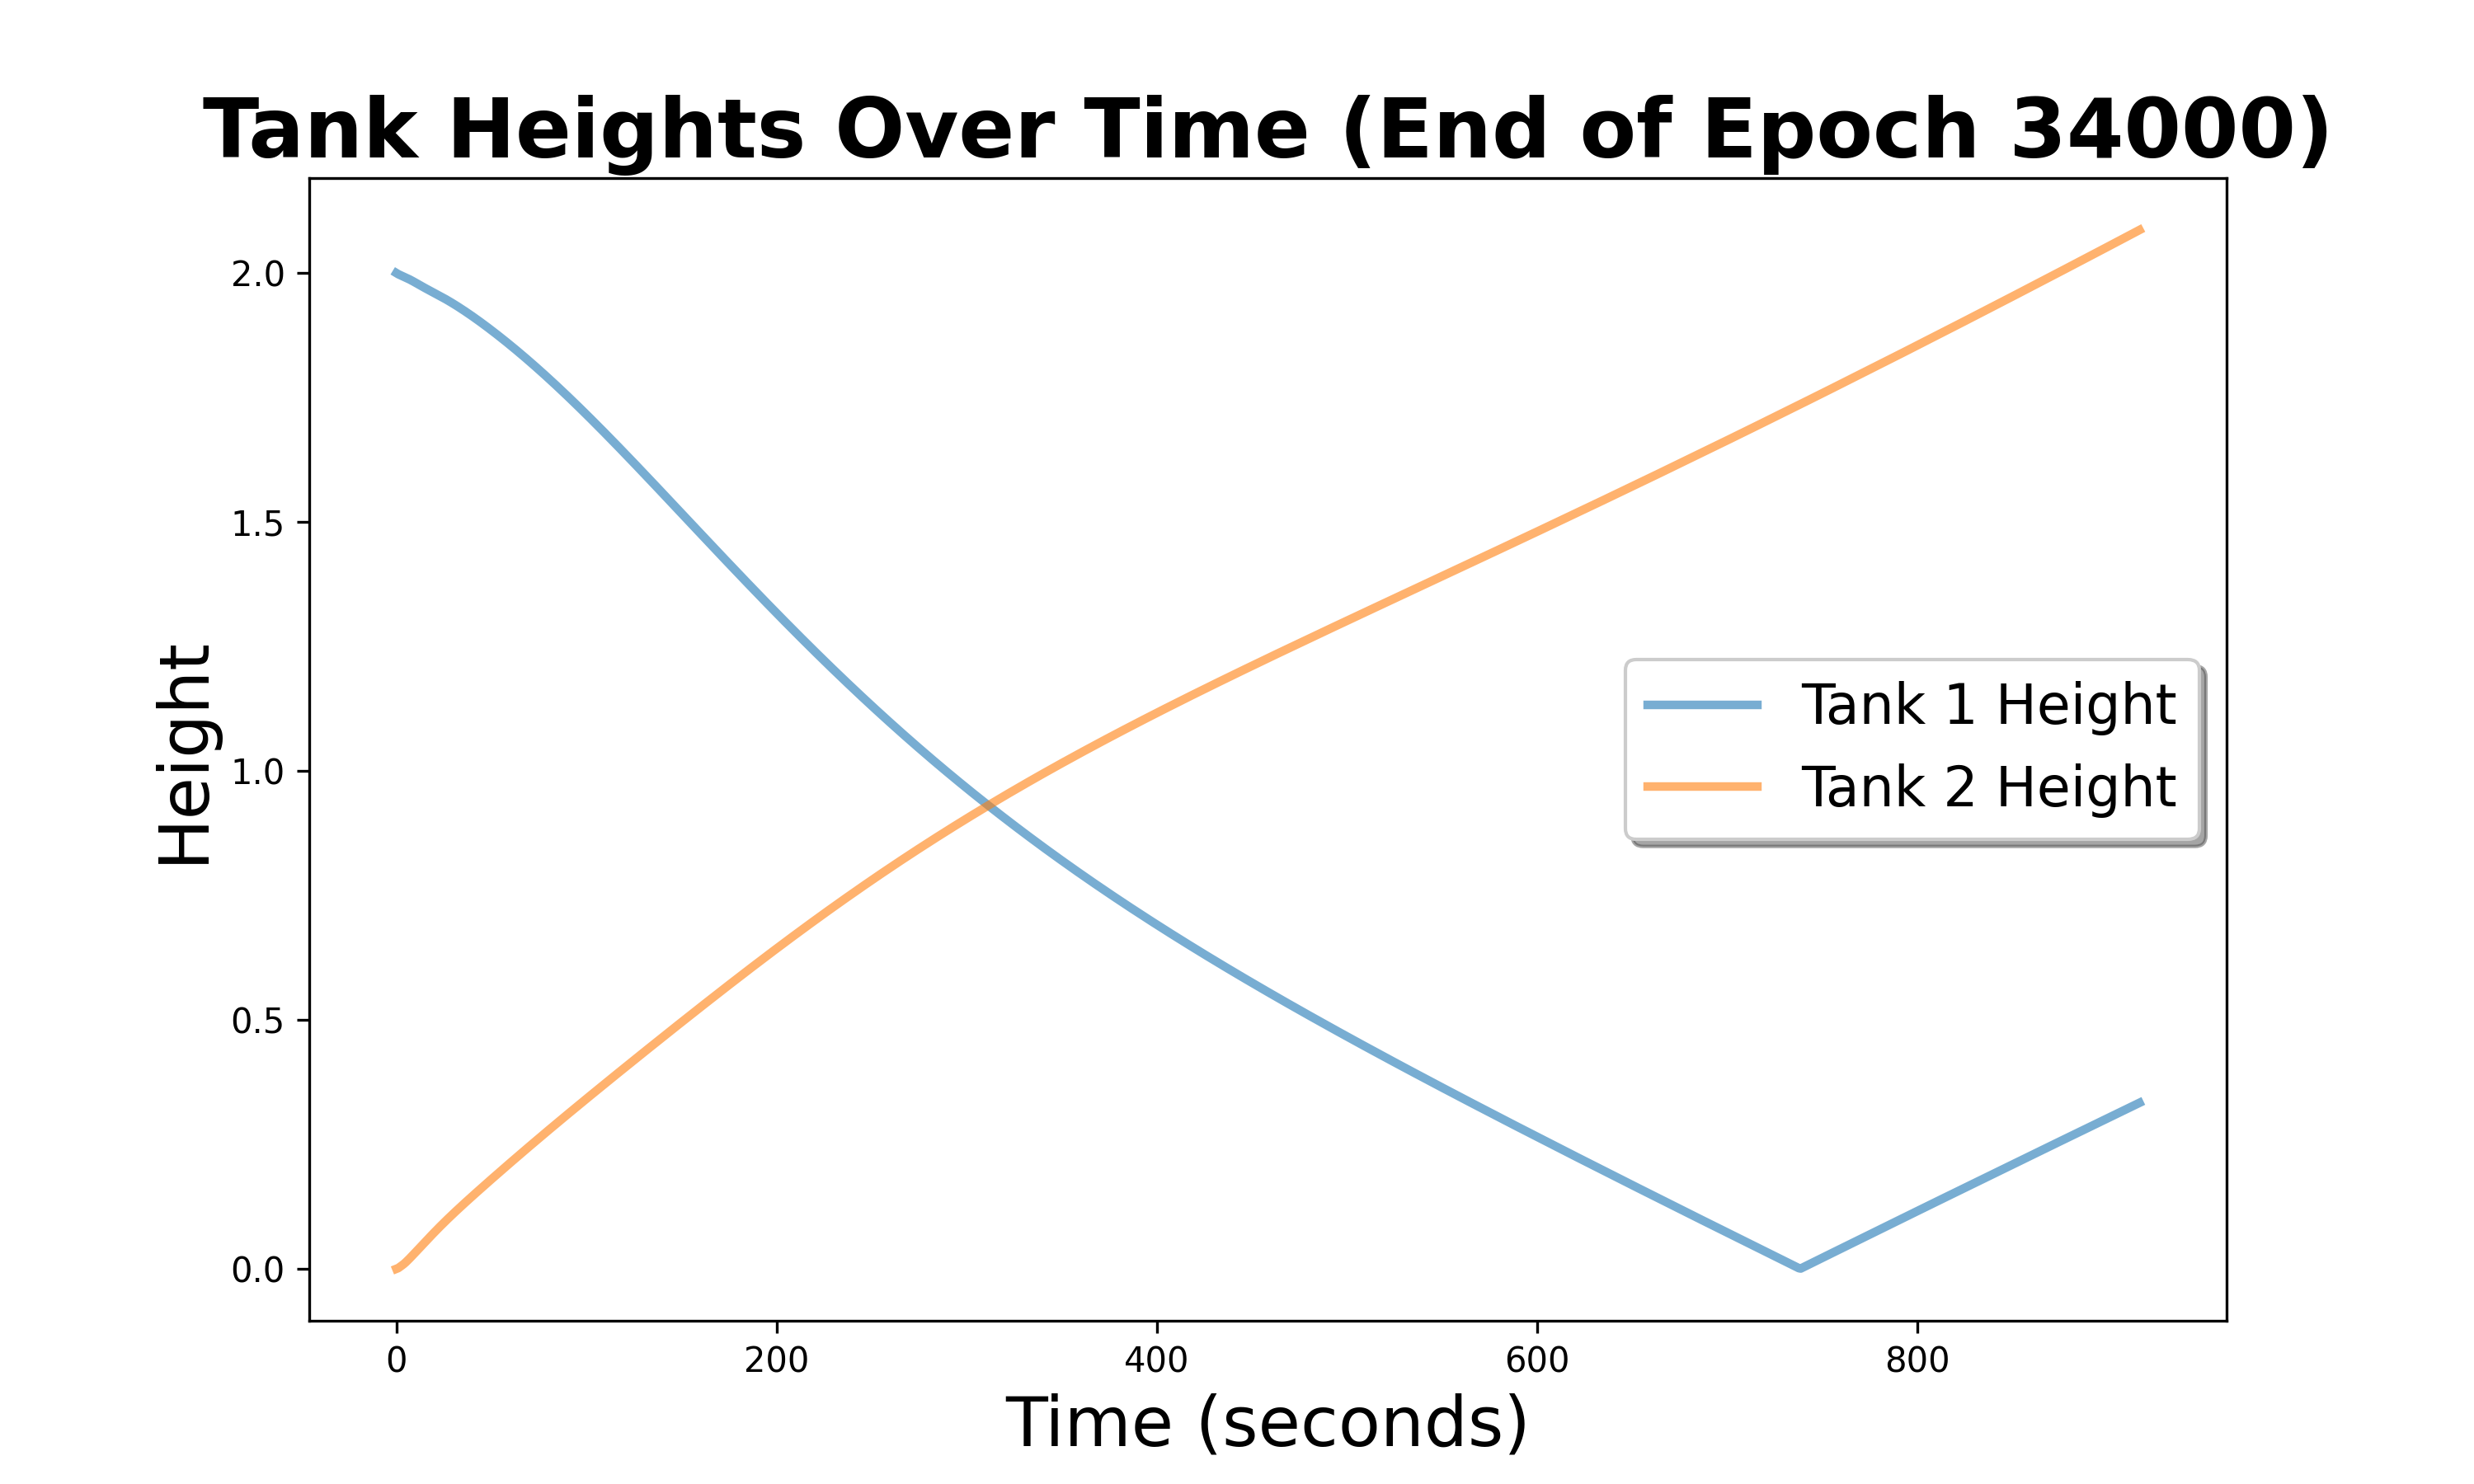 Tank Heights Over Time (End of Epoch 34000)
Height
2.0
1.5
1.0
0.5
0.0
Tank 1 Height
Tank 2 Height
0 200 400 600 800
Time (seconds)